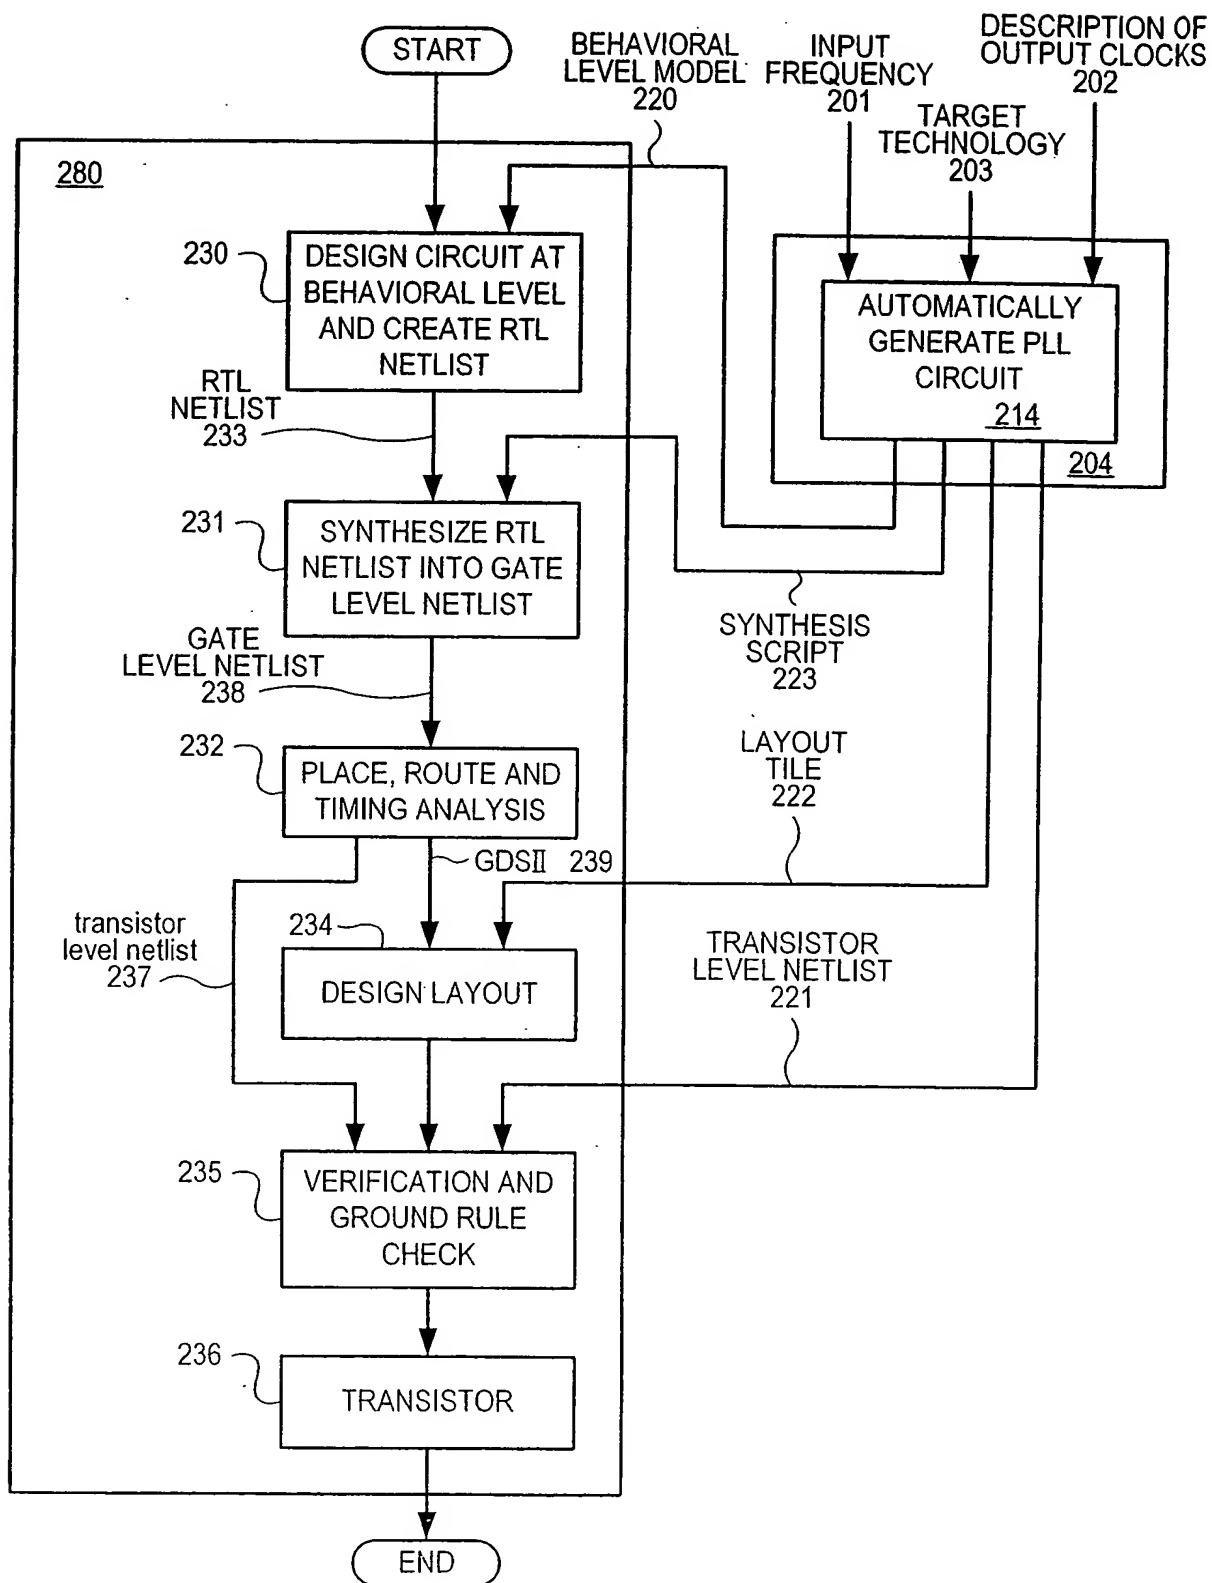 START
BEHAVIORAL
LEVEL MODEL
220
INPUT
FREQUENCY
201
DESCRIPTION OF
OUTPUT CLOCKS
202
TARGET
TECHNOLOGY
203
280
230
DESIGN CIRCUIT AT
BEHAVIORAL LEVEL
AND CREATE RTL
NETLIST
AUTOMATICALLY
GENERATE PLL
CIRCUIT
214
204
RTL
NETLIST
233
231
SYNTHESIZE RTL
NETLIST INTO GATE
LEVEL NETLIST
SYNTHESIS
SCRIPT
223
GATE
LEVEL NETLIST
238
232
PLACE, ROUTE AND
TIMING ANALYSIS
LAYOUT
TILE
222
GDSII 239
transistor
level netlist
237
234
DESIGN LAYOUT
TRANSISTOR
LEVEL NETLIST
221
235
VERIFICATION AND
GROUND RULE
CHECK
236
TRANSISTOR
END